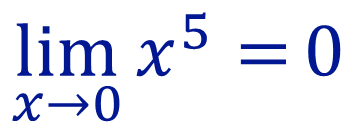 lim x→0 x⁵ = 0